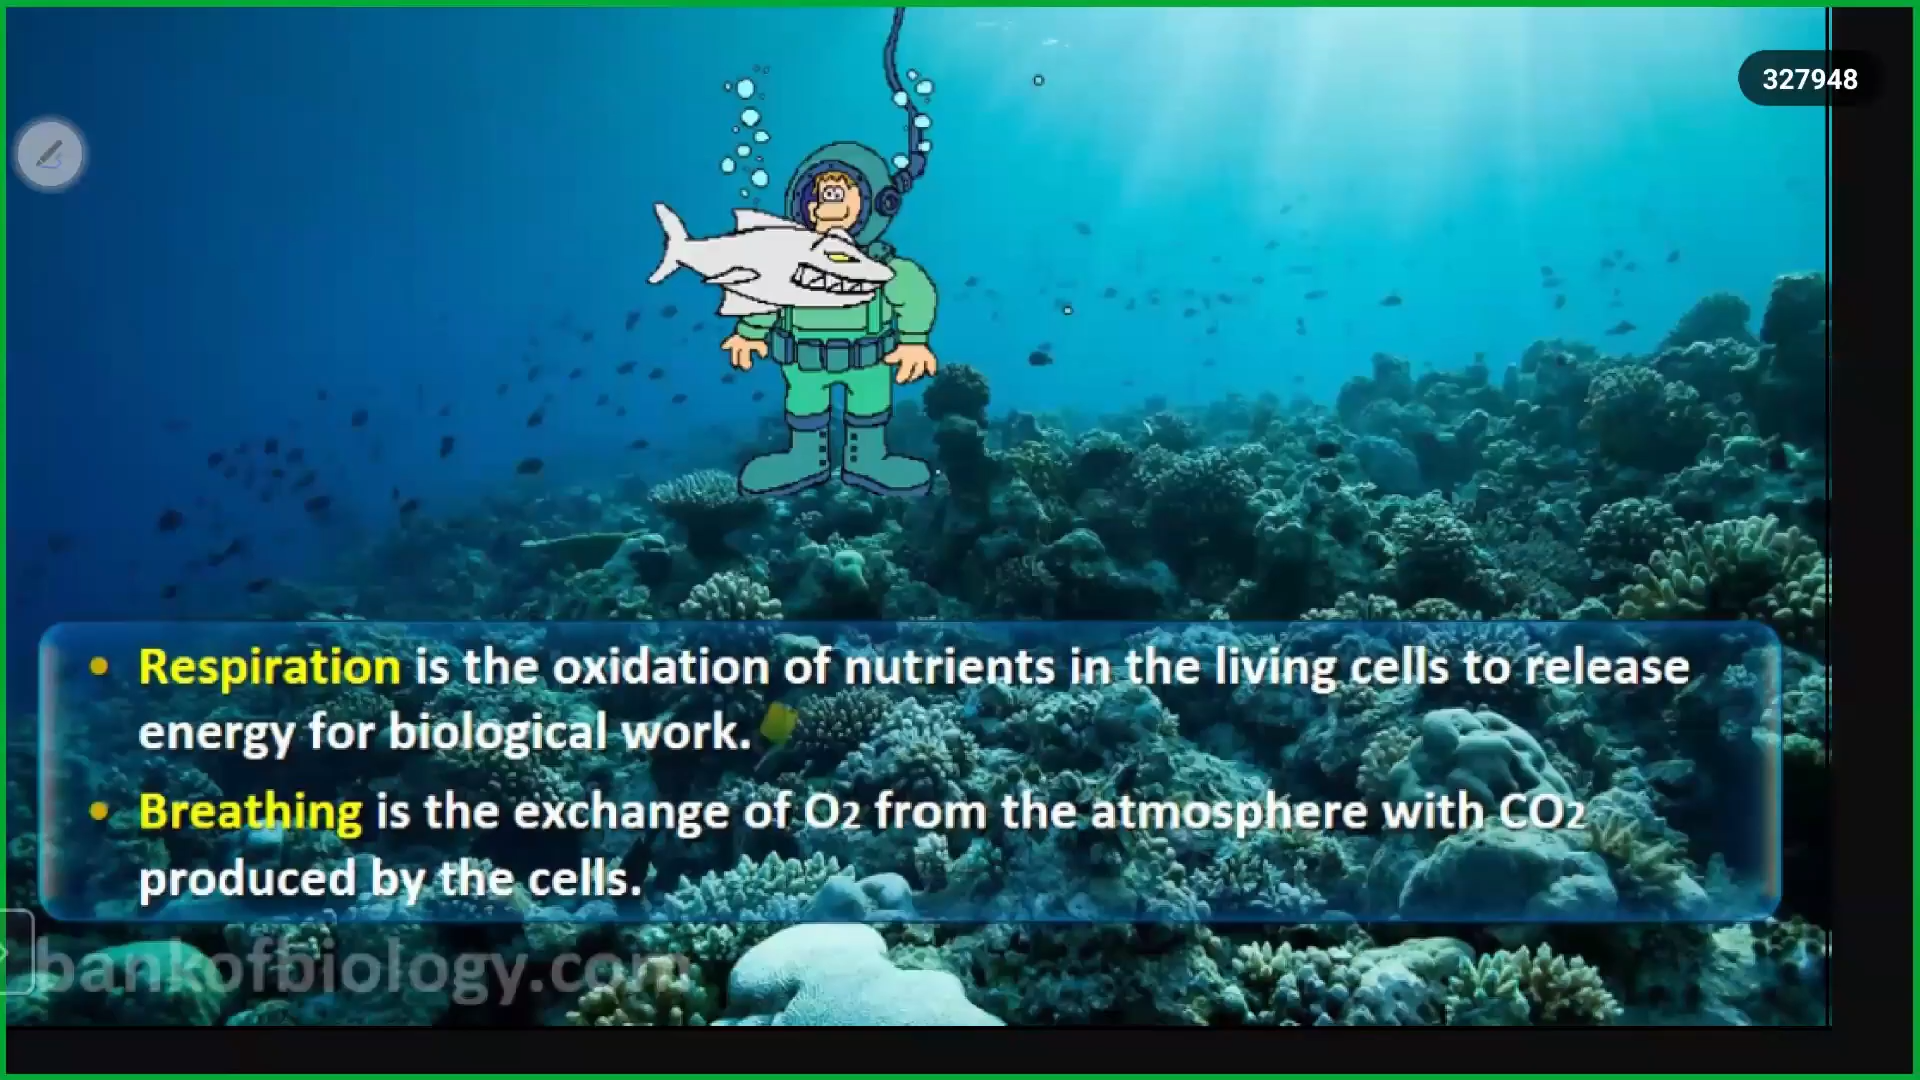 327948
• Respiration is the oxidation of nutrients in the living cells to release
energy for biological work.
• Breathing is the exchange of O2 from the atmosphere with CO2
produced by the cells.
bankofbiology.com